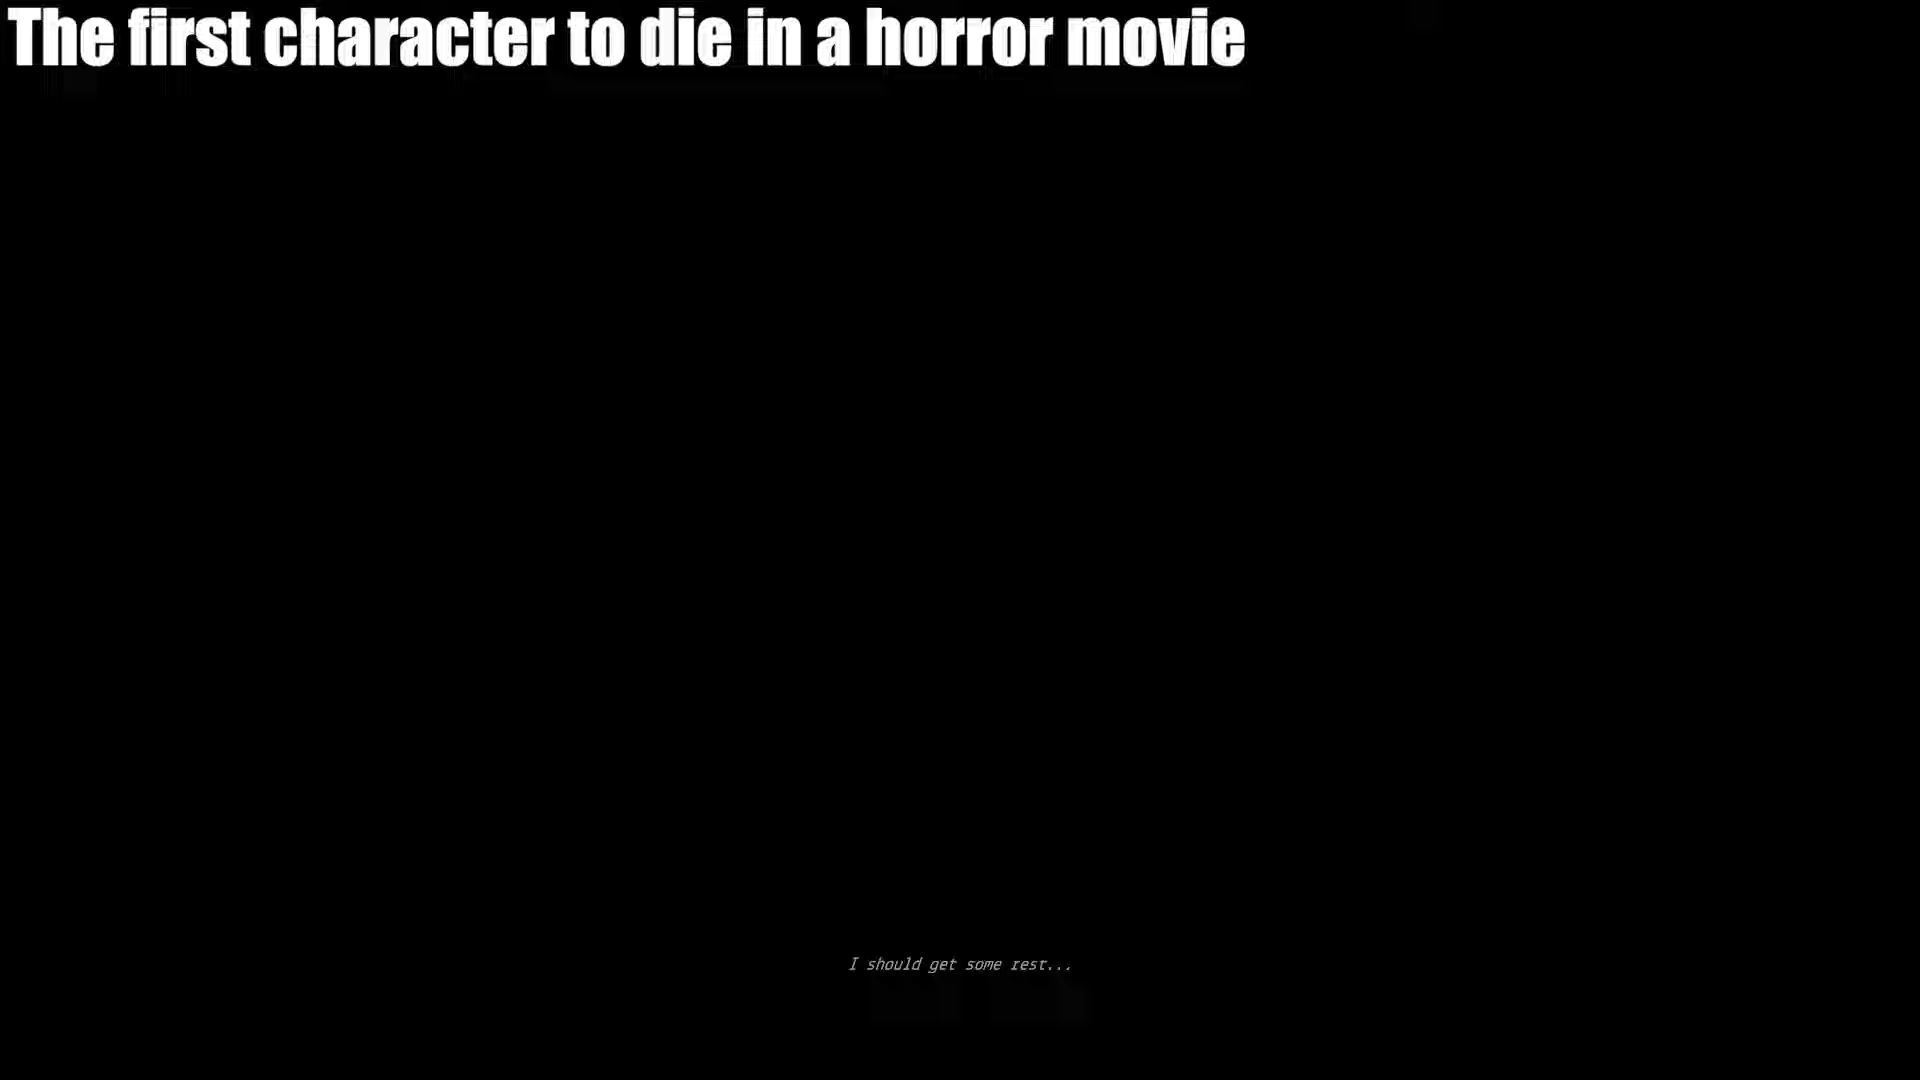 The first character to die in a horror movie
I should get some rest...